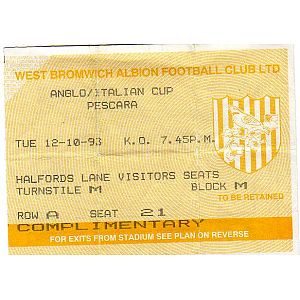 WEST BROMWICH ALBION FOOTBALL CLUB LTD
ANGLO/ITALIAN CUP
PESCARA
TUE 12-10-93 K.O. 7.45P.M.
HALFORDS LANE VISITORS SEATS
TURNSTILE M BLOCK M
TO BE RETAINED
ROW A SEAT 21
COMPLIMENTARY
FOR EXITS FROM STADIUM SEE PLAN ON REVERSE